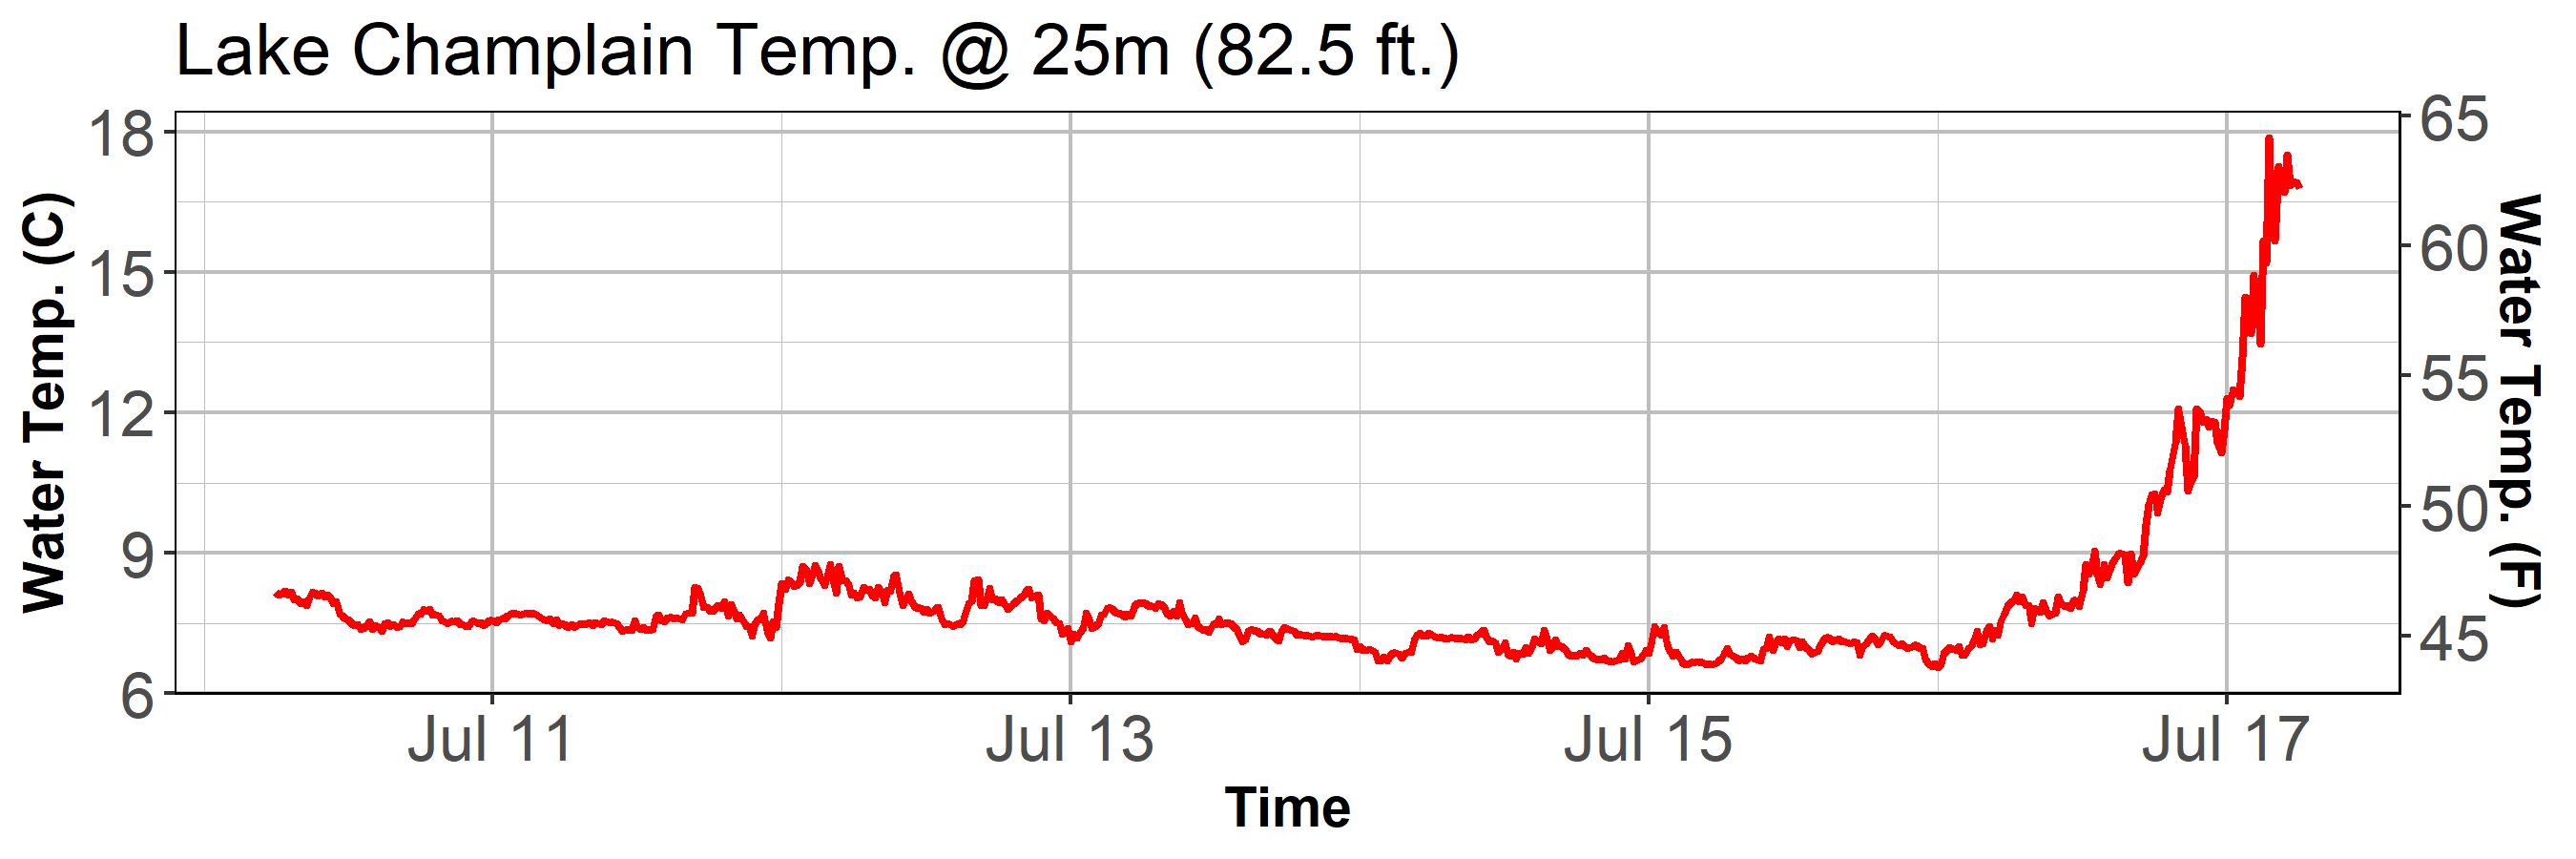 Lake Champlain Temp. @ 25m (82.5 ft.)
18
15
12
9
6
Water Temp. (C)
65
60
55
50
45
Water Temp. (F)
Jul 11
Jul 13
Jul 15
Jul 17
Time